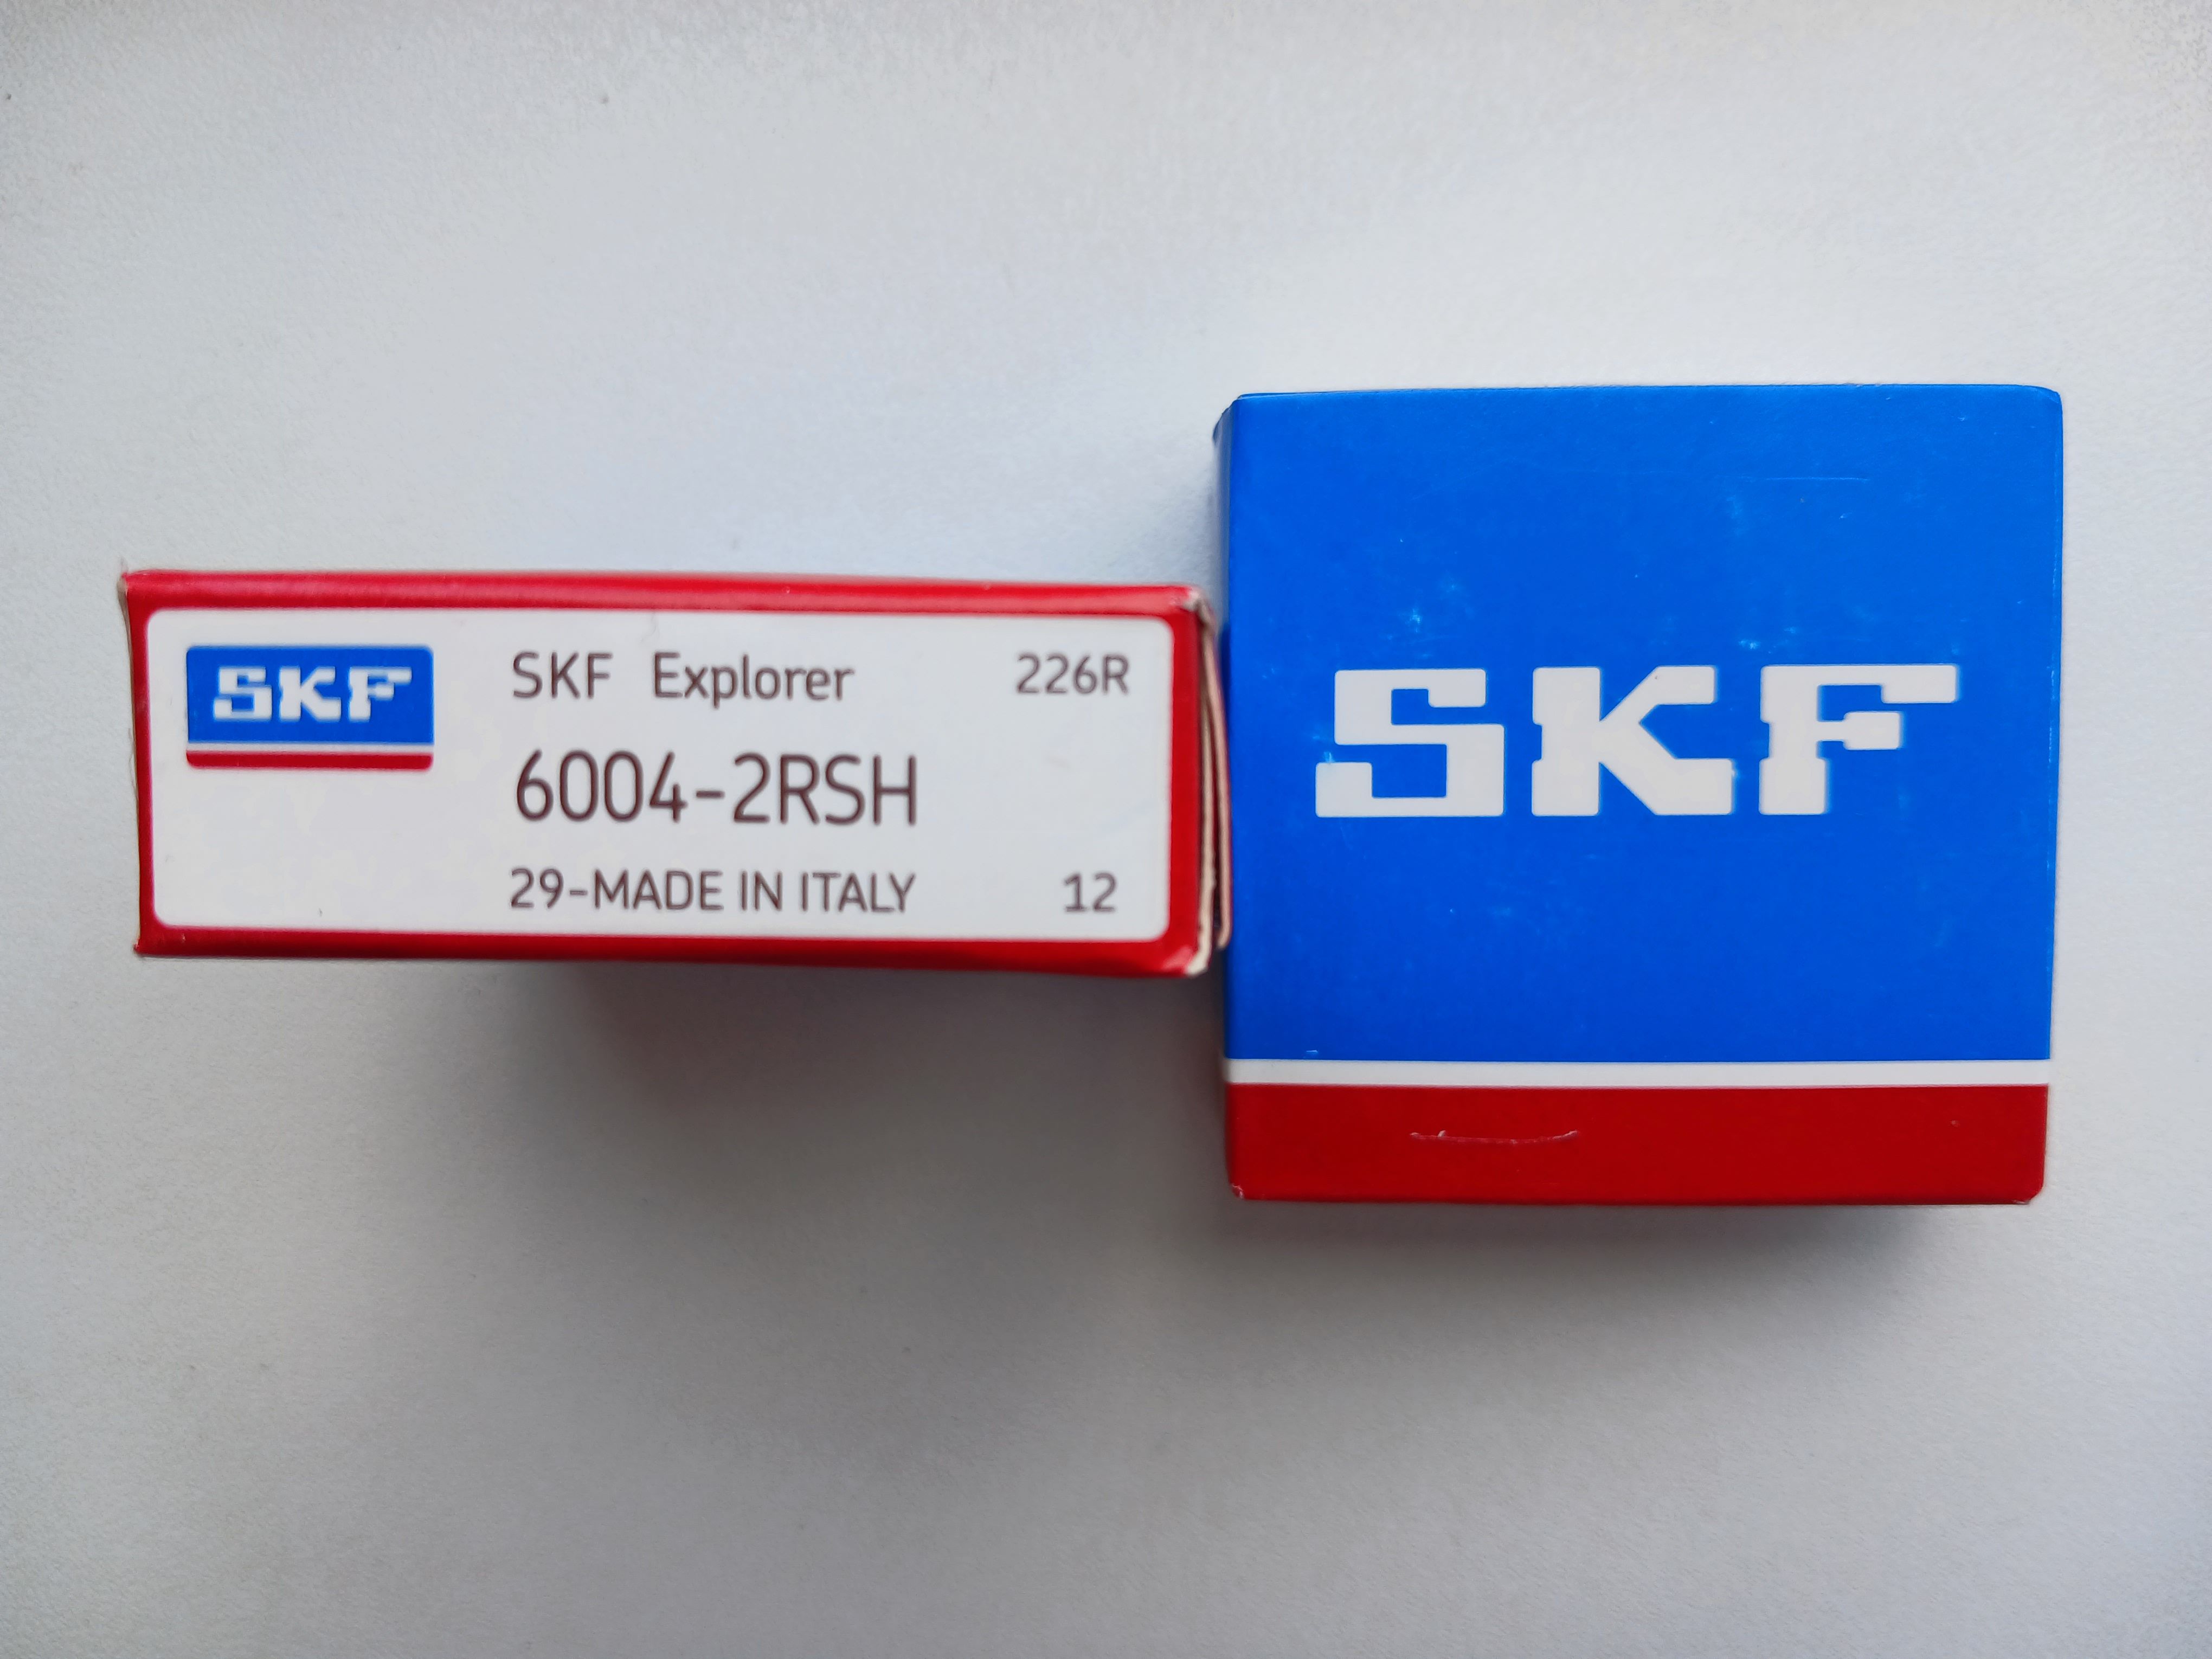 SKF
SKF Explorer 226R
6004-2RSH
29-MADE IN ITALY 12
SKF